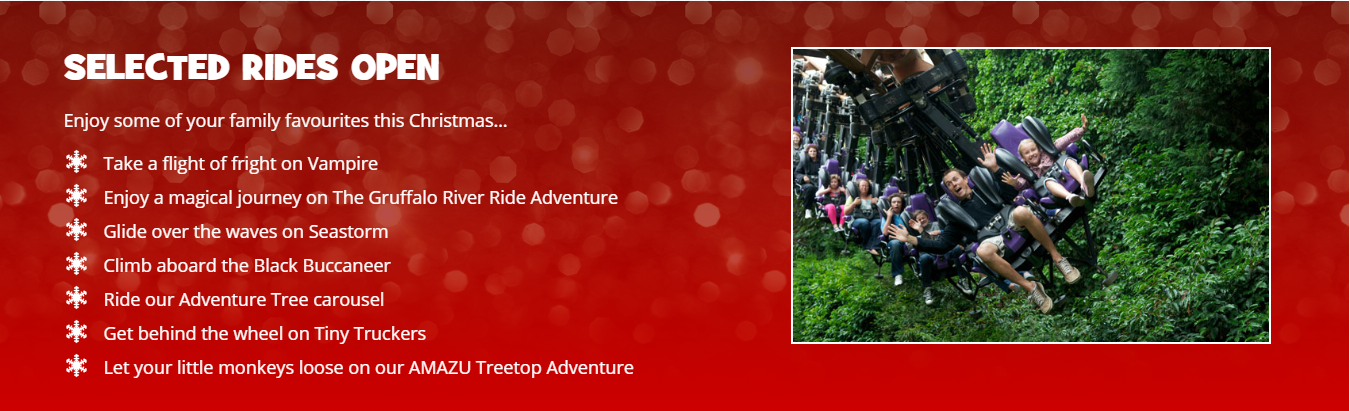 SELECTED RIDES OPEN
Enjoy some of your family favourites this Christmas...
Take a flight of fright on Vampire
Enjoy a magical journey on The Gruffalo River Ride Adventure
Glide over the waves on Seastorm
Climb aboard the Black Buccaneer
Ride our Adventure Tree carousel
Get behind the wheel on Tiny Truckers
Let your little monkeys loose on our AMAZU Treetop Adventure